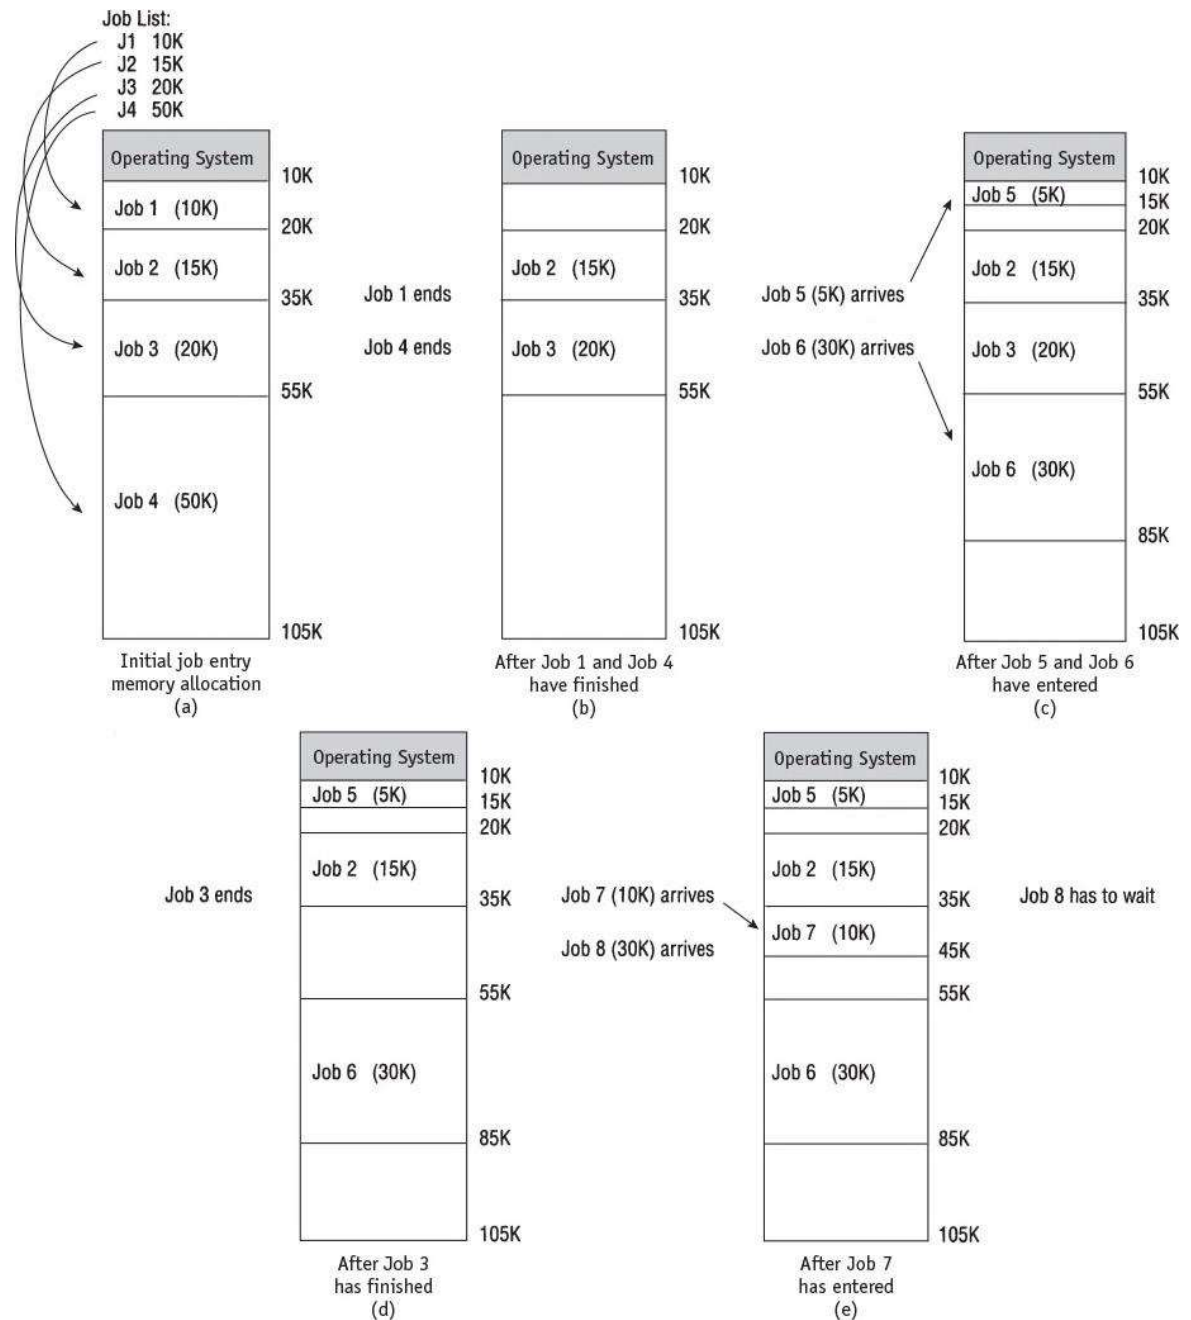 Job List:
J1 10K
J2 15K
J3 20K
J4 50K
Operating System
10K
Job 1 (10K)
20K
Job 2 (15K)
35K
Job 3 (20K)
55K
Job 4 (50K)
105K
Initial job entry
memory allocation
(a)
Job 1 ends
Job 4 ends
Operating System
10K
20K
Job 2 (15K)
35K
Job 3 (20K)
55K
105K
After Job 1 and Job 4
have finished
(b)
Job 5 (5K) arrives
Job 6 (30K) arrives
Operating System
10K
Job 5 (5K)
15K
20K
Job 2 (15K)
35K
Job 3 (20K)
55K
Job 6 (30K)
85K
105K
After Job 5 and Job 6
have entered
(c)
Job 3 ends
Operating System
10K
Job 5 (5K)
15K
20K
Job 2 (15K)
35K
55K
Job 6 (30K)
85K
105K
After Job 3
has finished
(d)
Job 7 (10K) arrives
Job 8 (30K) arrives
Operating System
10K
Job 5 (5K)
15K
20K
Job 2 (15K)
35K
Job 7 (10K)
45K
55K
Job 6 (30K)
85K
105K
Job 8 has to wait
After Job 7
has entered
(e)